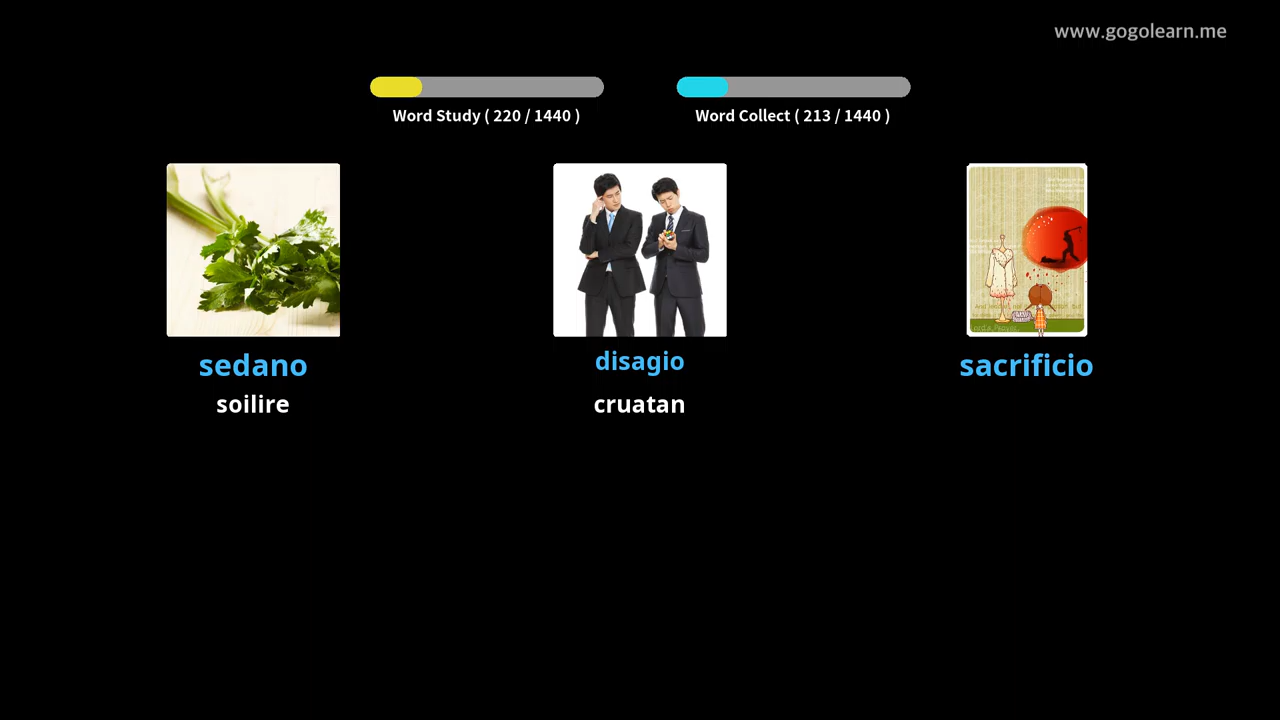 www.gogolearn.me
Word Study ( 220 / 1440 )
Word Collect ( 213 / 1440 )
sedano
disagio
sacrificio
soilire
cruatan